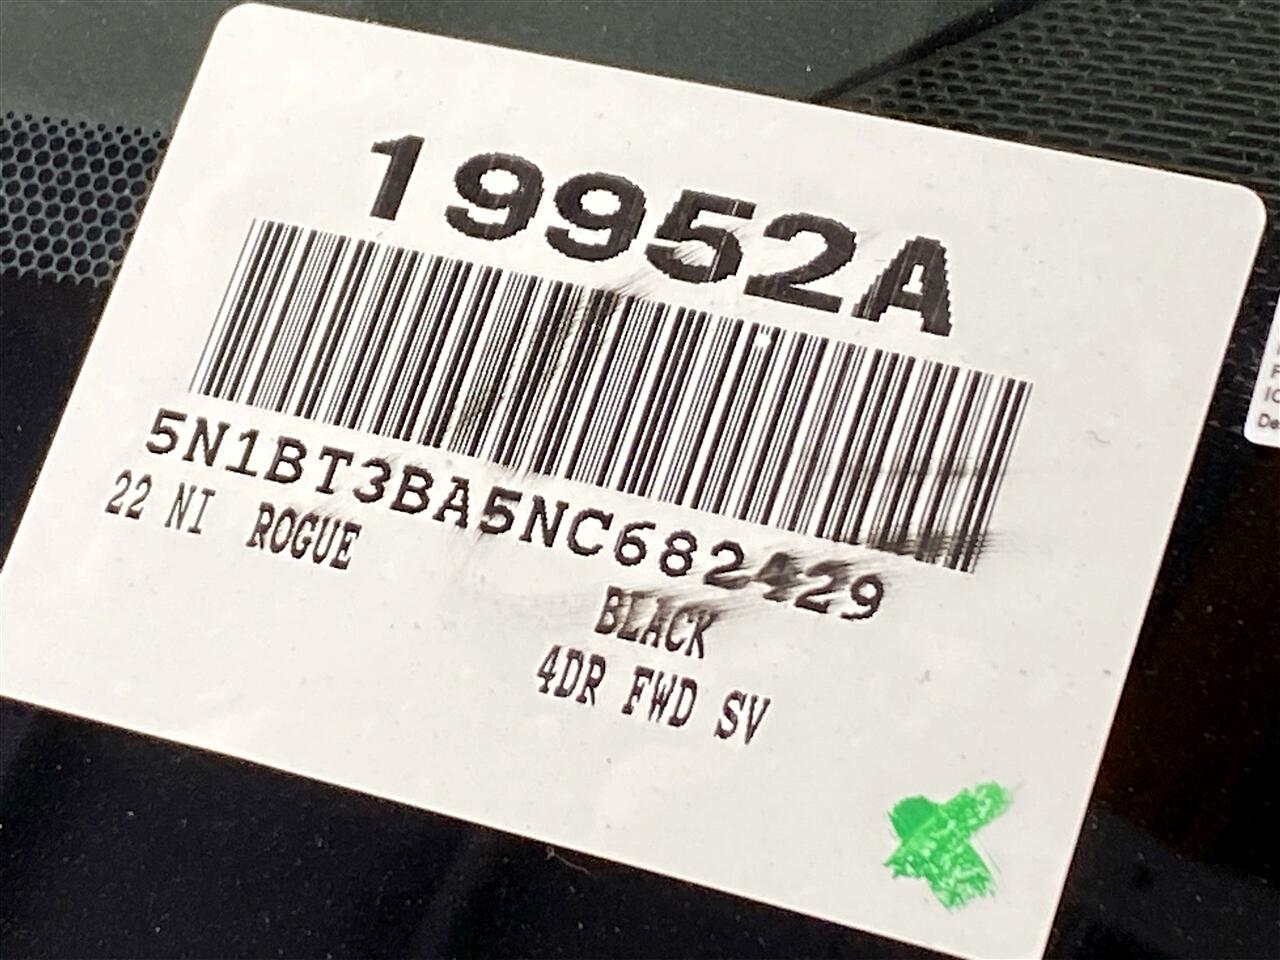 19952A
5N1BT3BA5NC682429
22 NI ROGUE
BLACK
4DR FWD SV